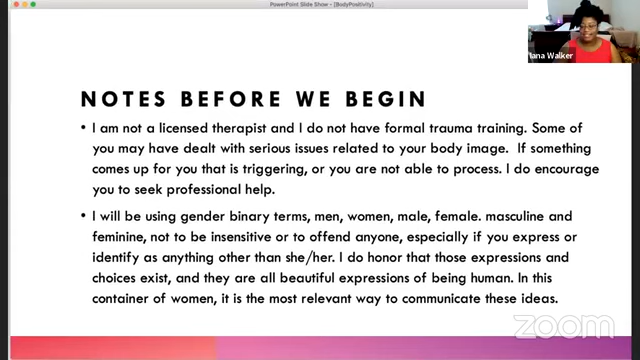 PowerPoint Slide Show - [BodyPositivity]
iana Walker
NOTES BEFORE WE BEGIN
• I am not a licensed therapist and I do not have formal trauma training. Some of
you may have dealt with serious issues related to your body image. If something
comes up for you that is triggering, or you are not able to process. I do encourage
you to seek professional help.
• I will be using gender binary terms, men, women, male, female. masculine and
feminine, not to be insensitive or to offend anyone, especially if you express or
identify as anything other than she/her. I do honor that those expressions and
choices exist, and they are all beautiful expressions of being human. In this
container of women, it is the most relevant way to communicate these ideas.
zoom